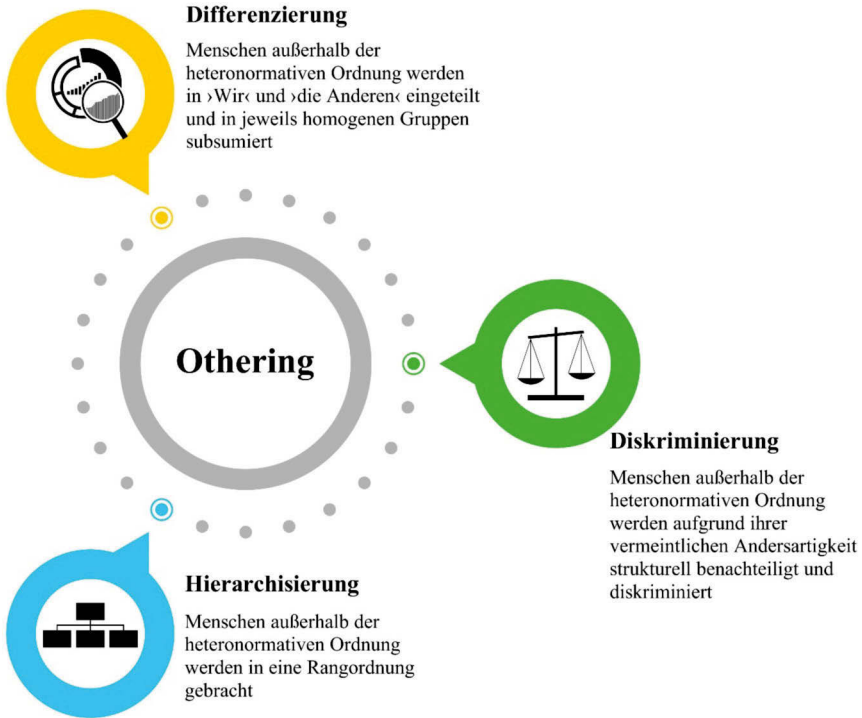 Differenzierung
Menschen außerhalb der
heteronormativen Ordnung werden
in ›Wir‹ und ›die Anderen‹ eingeteilt
und in jeweils homogenen Gruppen
subsumiert
Othering
Diskriminierung
Menschen außerhalb der
heteronormativen Ordnung
werden aufgrund ihrer
vermeintlichen Andersartigkeit
strukturell benachteiligt und
diskriminiert
Hierarchisierung
Menschen außerhalb der
heteronormativen Ordnung
werden in eine Rangordnung
gebracht